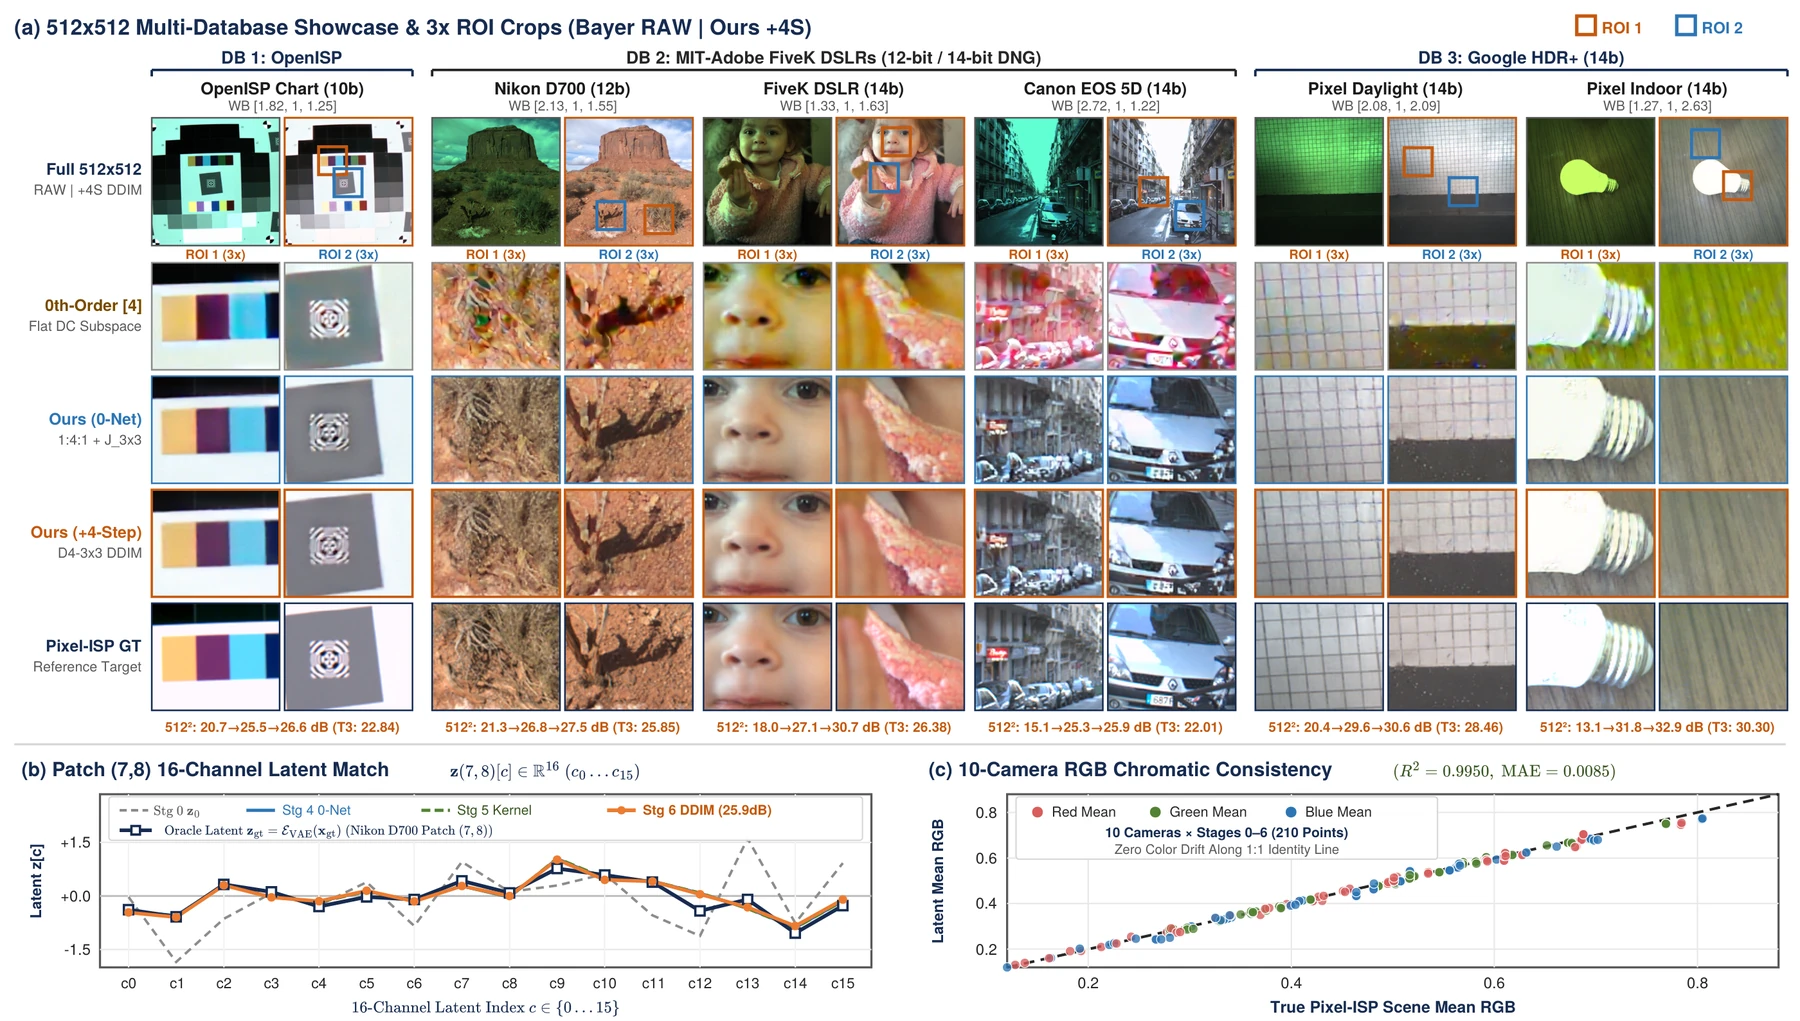 (a) 512x512 Multi-Database Showcase & 3x ROI Crops (Bayer RAW | Ours +4S)
ROI 1
ROI 2
DB 1: OpenISP
DB 2: MIT-Adobe FiveK DSLRs (12-bit / 14-bit DNG)
DB 3: Google HDR+ (14b)
OpenISP Chart (10b)
Nikon D700 (12b)
FiveK DSLR (14b)
Canon EOS 5D (14b)
Pixel Daylight (14b)
Pixel Indoor (14b)
WB [1.82, 1, 1.25]
WB [2.13, 1, 1.55]
WB [1.33, 1, 1.63]
WB [2.72, 1, 1.22]
WB [2.08, 1, 2.09]
WB [1.27, 1, 2.63]
Full 512x512
RAW | +4S DDIM
ROI 1 (3x) ROI 2 (3x) ROI 1 (3x) ROI 2 (3x) ROI 1 (3x) ROI 2 (3x) ROI 1 (3x) ROI 2 (3x) ROI 1 (3x) ROI 2 (3x) ROI 1 (3x) ROI 2 (3x)
0th-Order [4]
Flat DC Subspace
Ours (0-Net)
1:4:1 + J_3x3
Ours (+4-Step)
D4-3x3 DDIM
Pixel-ISP GT
Reference Target
512²: 20.7→25.5→26.6 dB (T3: 22.84)
512²: 21.3→26.8→27.5 dB (T3: 25.85)
512²: 18.0→27.1→30.7 dB (T3: 26.38)
512²: 15.1→25.3→25.9 dB (T3: 22.01)
512²: 20.4→29.6→30.6 dB (T3: 28.46)
512²: 13.1→31.8→32.9 dB (T3: 30.30)
(b) Patch (7,8) 16-Channel Latent Match
z(7,8)[c] ∈ ℝ¹⁶ (c₀…c₁₅)
Stg 0 z₀
Stg 4 0-Net
Stg 5 Kernel
Stg 6 DDIM (25.9dB)
Oracle Latent z_gt = ℰ_VAE(x_gt) (Nikon D700 Patch (7,8))
Latent z[c]
+1.5
+0.0
-1.5
c0 c1 c2 c3 c4 c5 c6 c7 c8 c9 c10 c11 c12 c13 c14 c15
16-Channel Latent Index c ∈ {0…15}
(c) 10-Camera RGB Chromatic Consistency
(R² = 0.9950, MAE = 0.0085)
Red Mean
Green Mean
Blue Mean
10 Cameras × Stages 0–6 (210 Points)
Zero Color Drift Along 1:1 Identity Line
Latent Mean RGB
0.8
0.6
0.4
0.2
0.2 0.4 0.6 0.8
True Pixel-ISP Scene Mean RGB